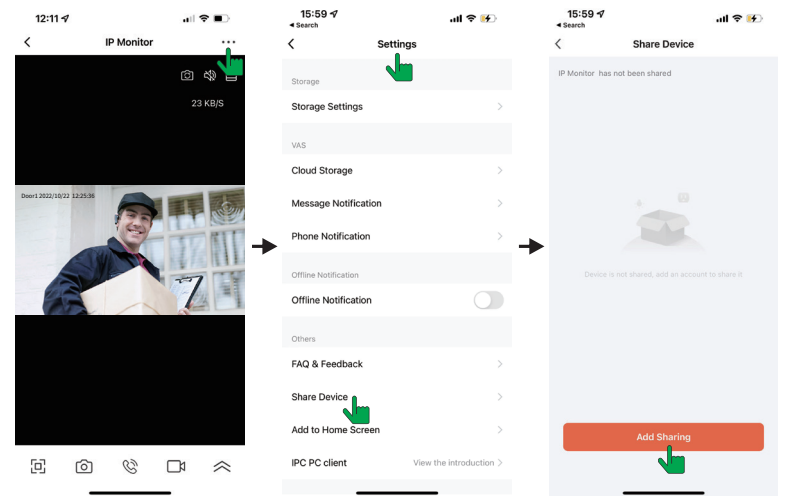 12:11
IP Monitor
23 KB/S
Door1 2022/10/22 12:25:36
15:59
Search
Settings
Storage
Storage Settings
VAS
Cloud Storage
Message Notification
Phone Notification
Offline Notification
Offline Notification
Others
FAQ & Feedback
Share Device
Add to Home Screen
IPC PC client View the introduction
15:59
Search
Share Device
IP Monitor has not been shared
Device is not shared, add an account to share it
Add Sharing